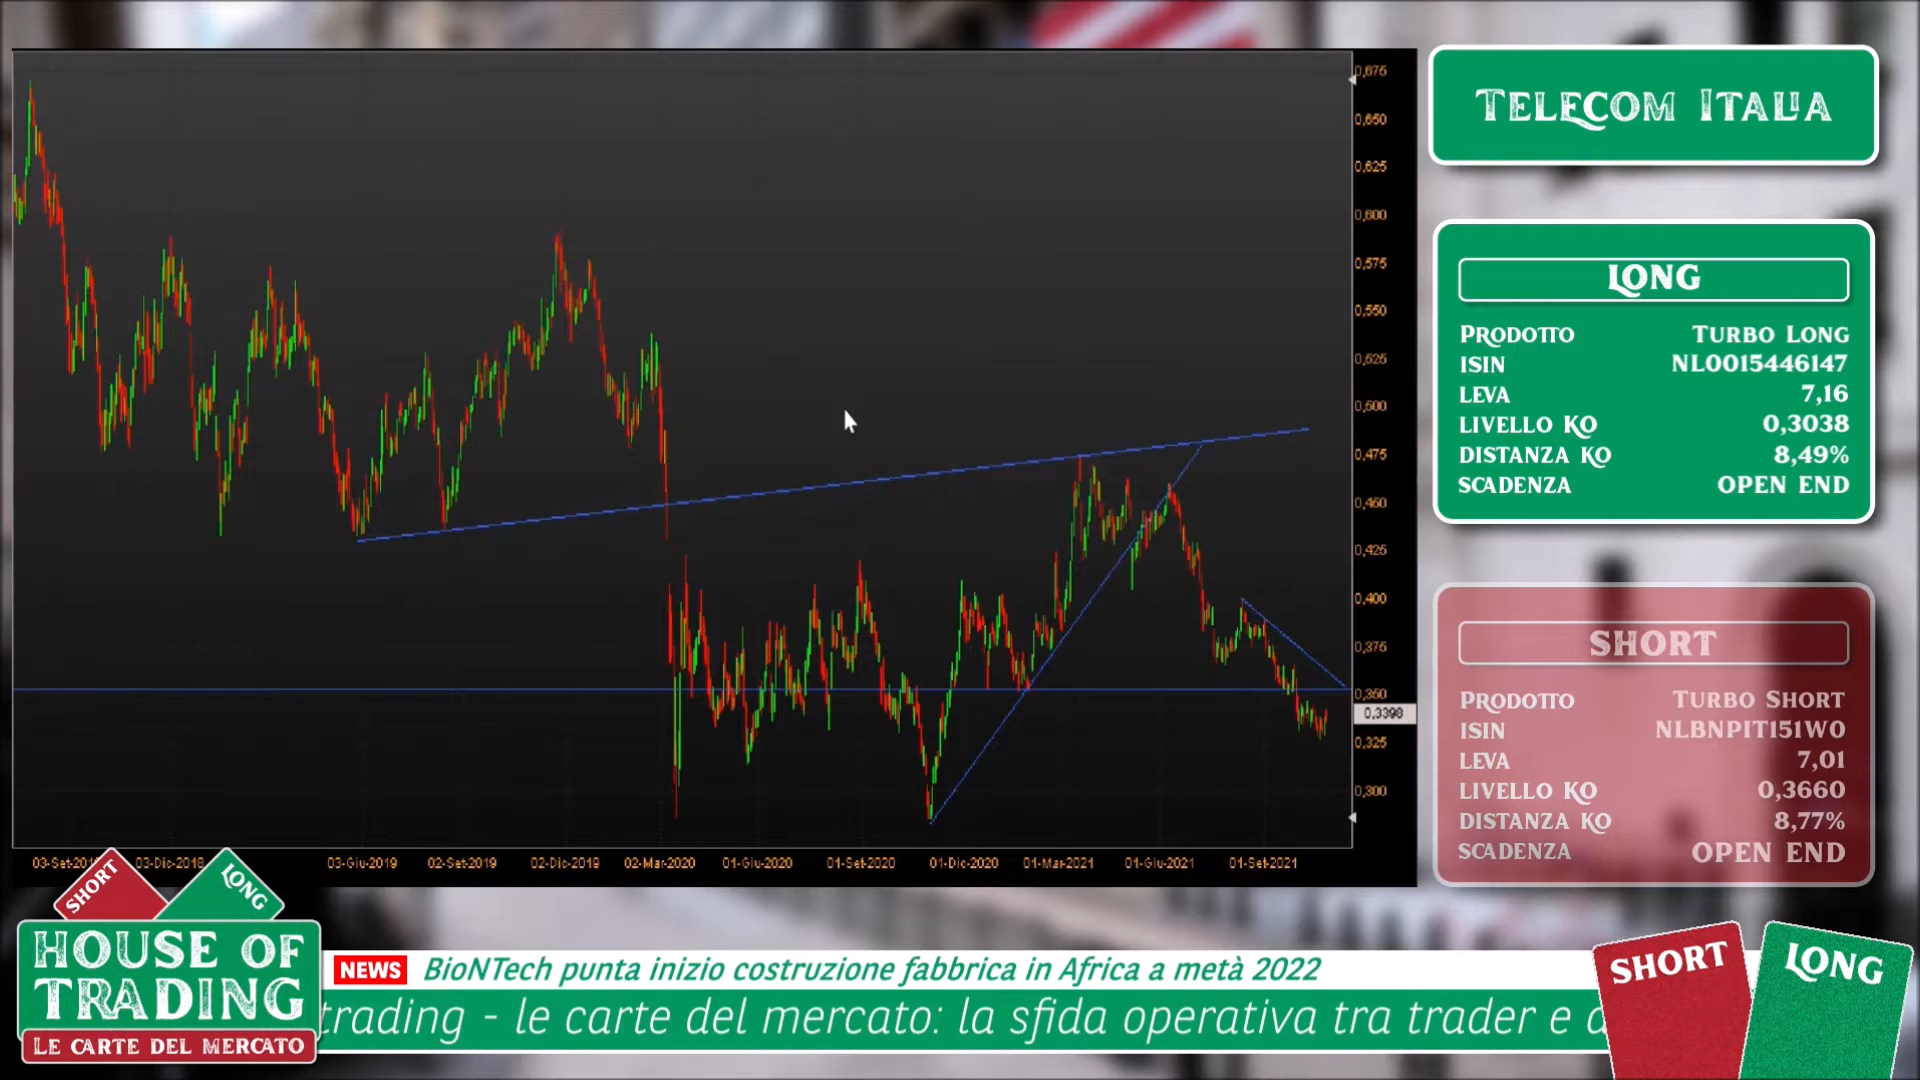 TELECOM ITALIA
0,675
0,650
0,625
0,600
0,575
0,550
0,525
0,500
0,475
0,450
0,425
0,400
0,375
0,350
0,3398
0,325
0,300
03-Dic-2018
03-Giu-2019
02-Set-2019
02-Dic-2019
02-Mar-2020
01-Giu-2020
01-Set-2020
01-Dic-2020
01-Mar-2021
01-Giu-2021
01-Set-2021
LONG
PRODOTTO TURBO LONG
ISIN NL0015446147
LEVA 7,16
LIVELLO KO 0,3038
DISTANZA KO 8,49%
SCADENZA OPEN END
SHORT
PRODOTTO TURBO SHORT
ISIN NLBNPIT151W0
LEVA 7,01
LIVELLO KO 0,3660
DISTANZA KO 8,77%
SCADENZA OPEN END
SHORT
LONG
HOUSE OF
TRADING
LE CARTE DEL MERCATO
NEWS BioNTech punta inizio costruzione fabbrica in Africa a metà 2022
trading - le carte del mercato: la sfida operativa tra trader e
SHORT
LONG